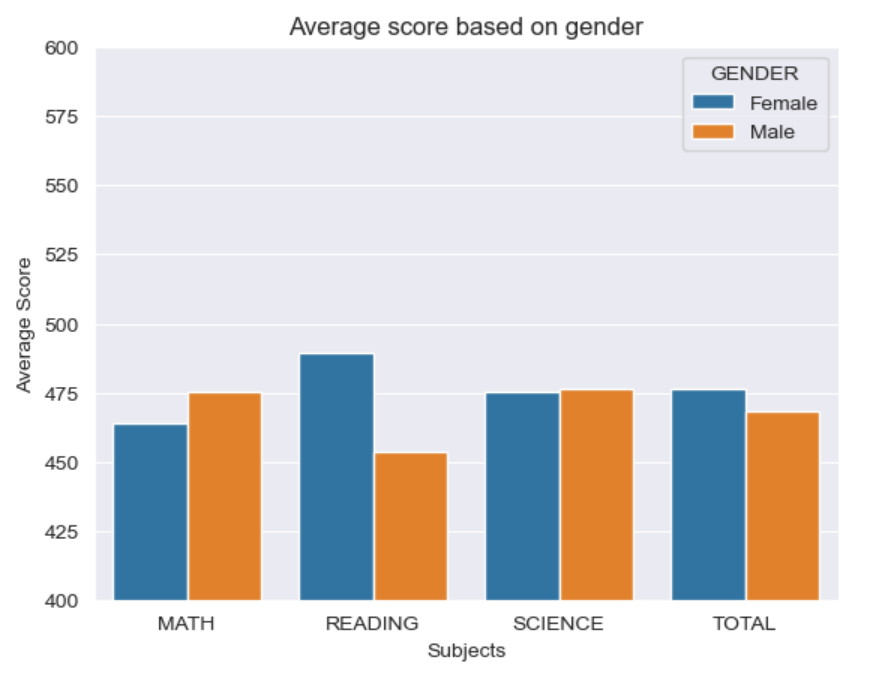 Average score based on gender
600
575
550
525
500
475
450
425
400
Average Score
GENDER
Female
Male
MATH READING SCIENCE TOTAL
Subjects